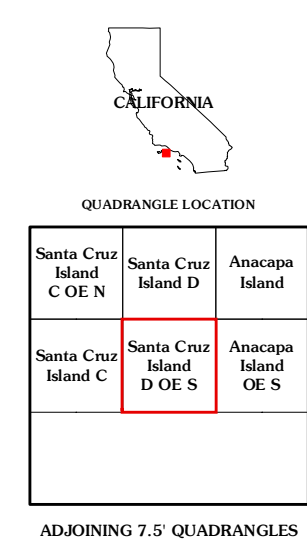 CALIFORNIA
QUADRANGLE LOCATION
Santa Cruz
Island
C OE N
Santa Cruz
Island D
Anacapa
Island
Santa Cruz
Island C
Santa Cruz
Island
D OE S
Anacapa
Island
OE S
ADJOINING 7.5' QUADRANGLES